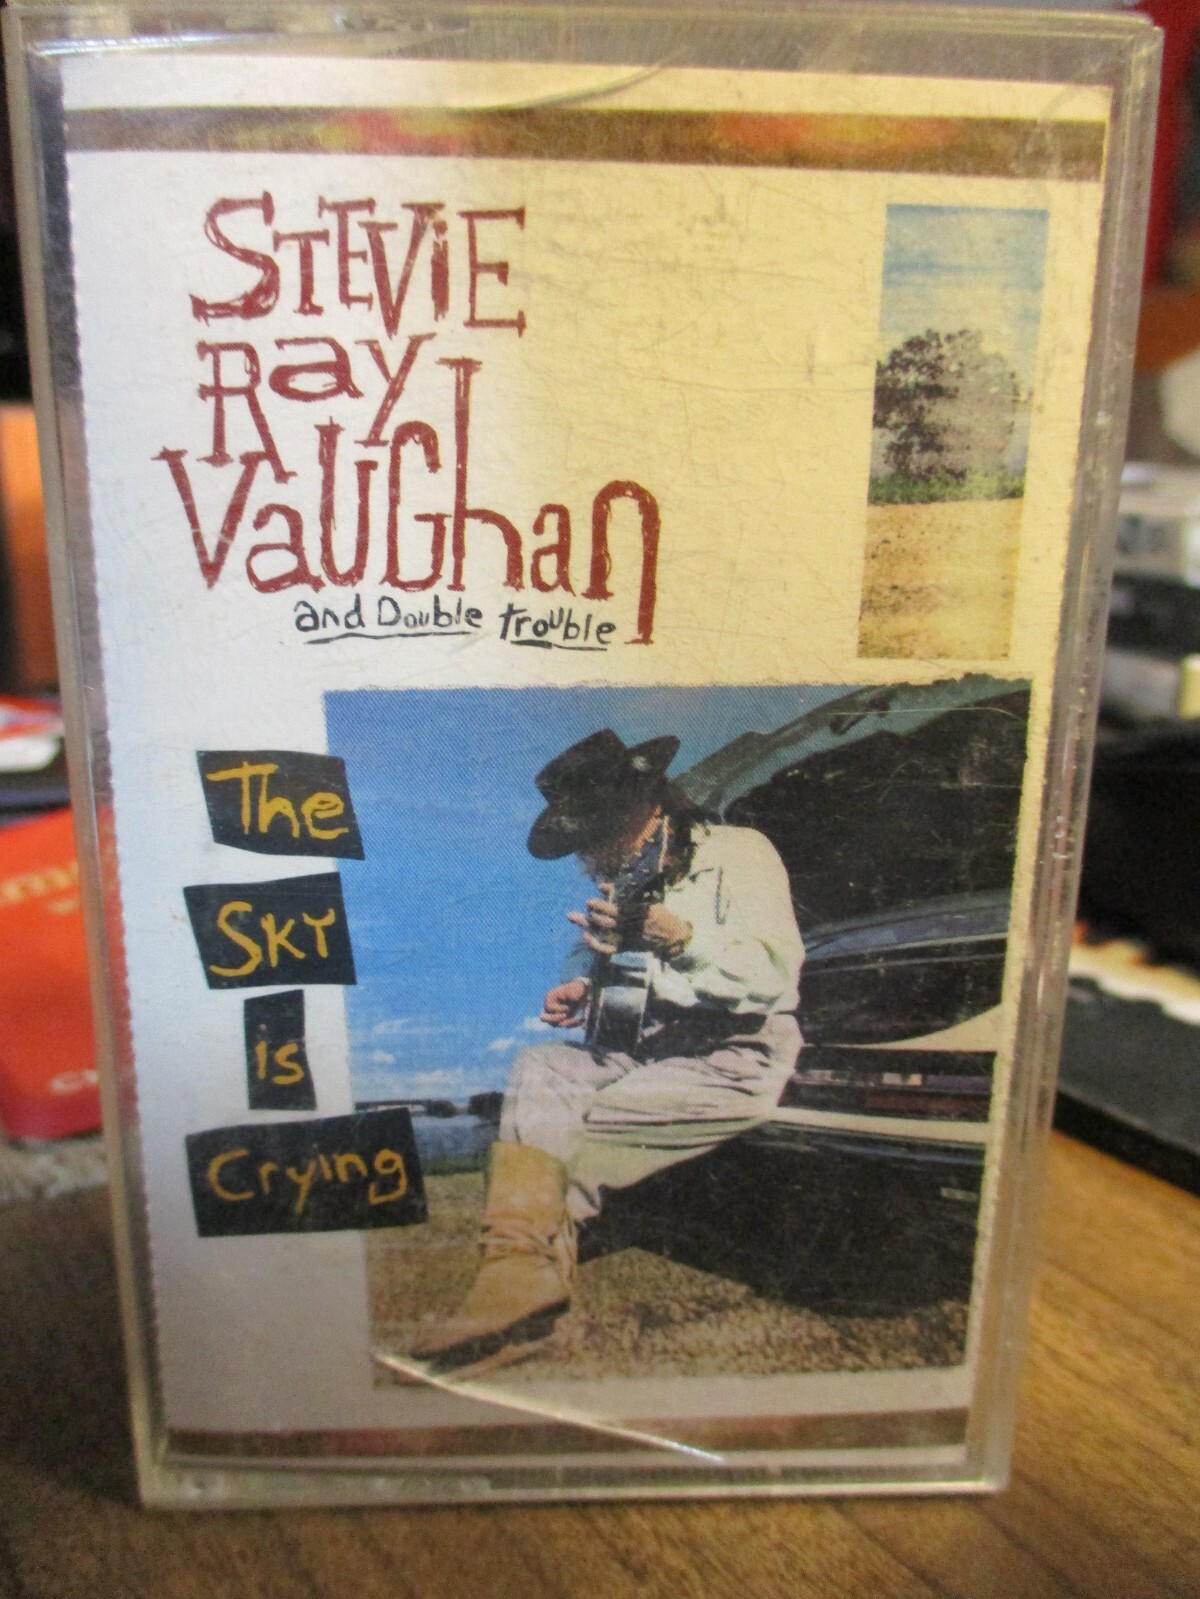 STEViE
Ray
VaUGhan
and Double trouble
The
SKY
is
Crying